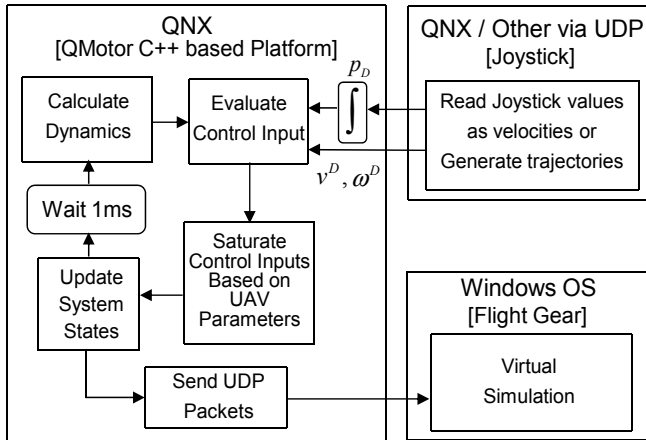 QNX
[QMotor C++ based Platform]
Calculate
Dynamics
Evaluate
Control Input
p_D
∫
v^D, ω^D
Wait 1ms
Saturate
Control Inputs
Based on
UAV
Parameters
Update
System
States
Send UDP
Packets
QNX / Other via UDP
[Joystick]
Read Joystick values
as velocities or
Generate trajectories
Windows OS
[Flight Gear]
Virtual
Simulation